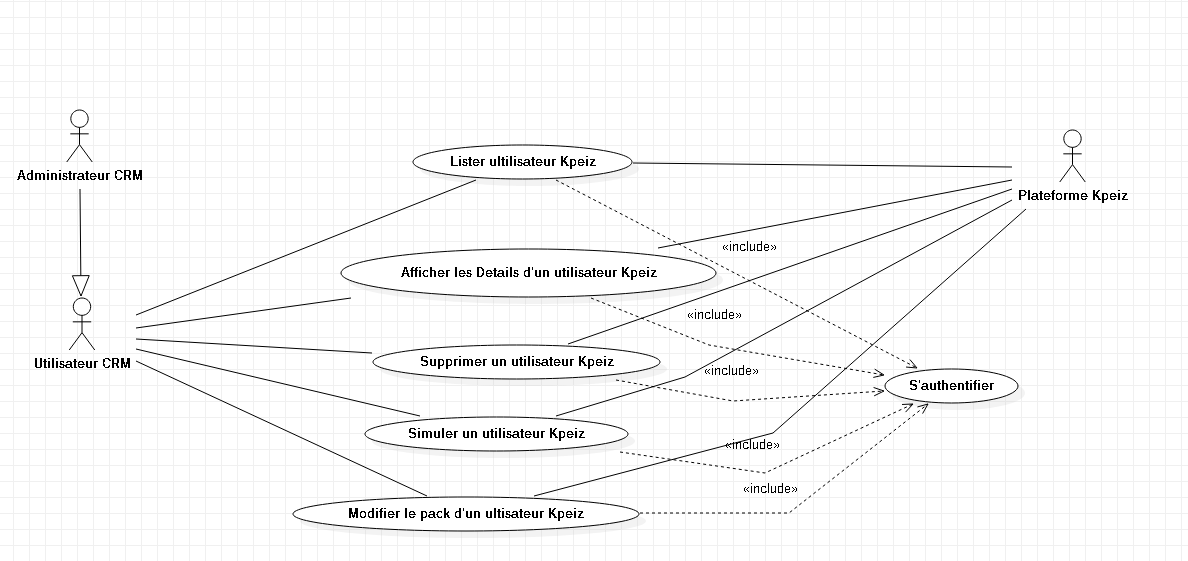 Administrateur CRM
Lister ultilisateur Kpeiz
Plateforme Kpeiz
«include»
Afficher les Details d'un utilisateur Kpeiz
«include»
Utilisateur CRM
Supprimer un utilisateur Kpeiz
«include»
S'authentifier
Simuler un utilisateur Kpeiz
«include»
«include»
Modifier le pack d'un ultisateur Kpeiz